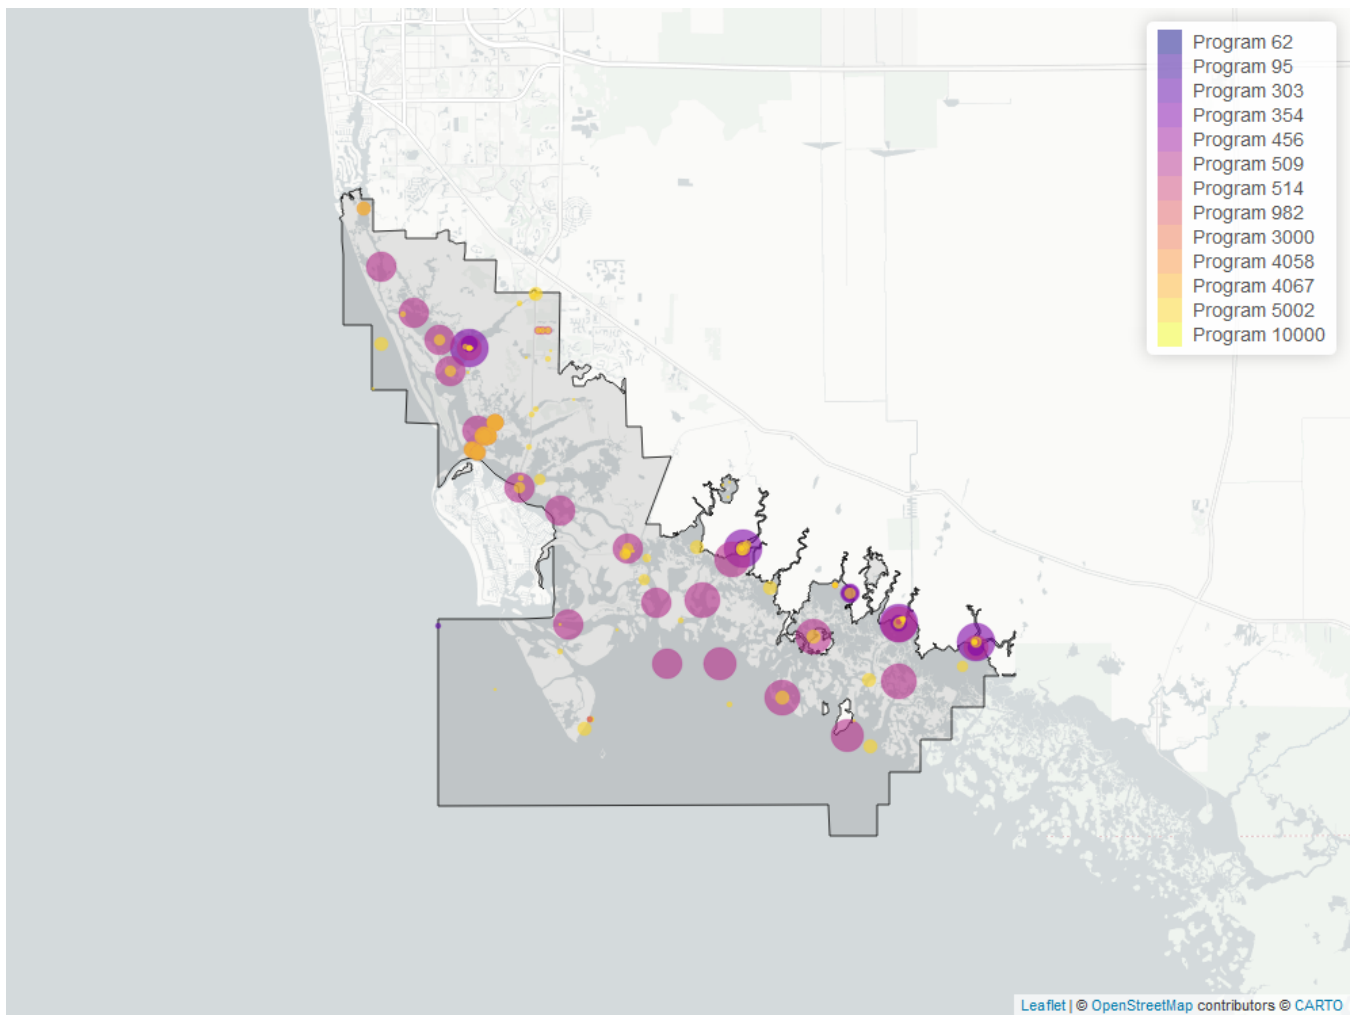 Program 62
Program 95
Program 303
Program 354
Program 456
Program 509
Program 514
Program 982
Program 3000
Program 4058
Program 4067
Program 5002
Program 10000
Leaflet | © OpenStreetMap contributors © CARTO